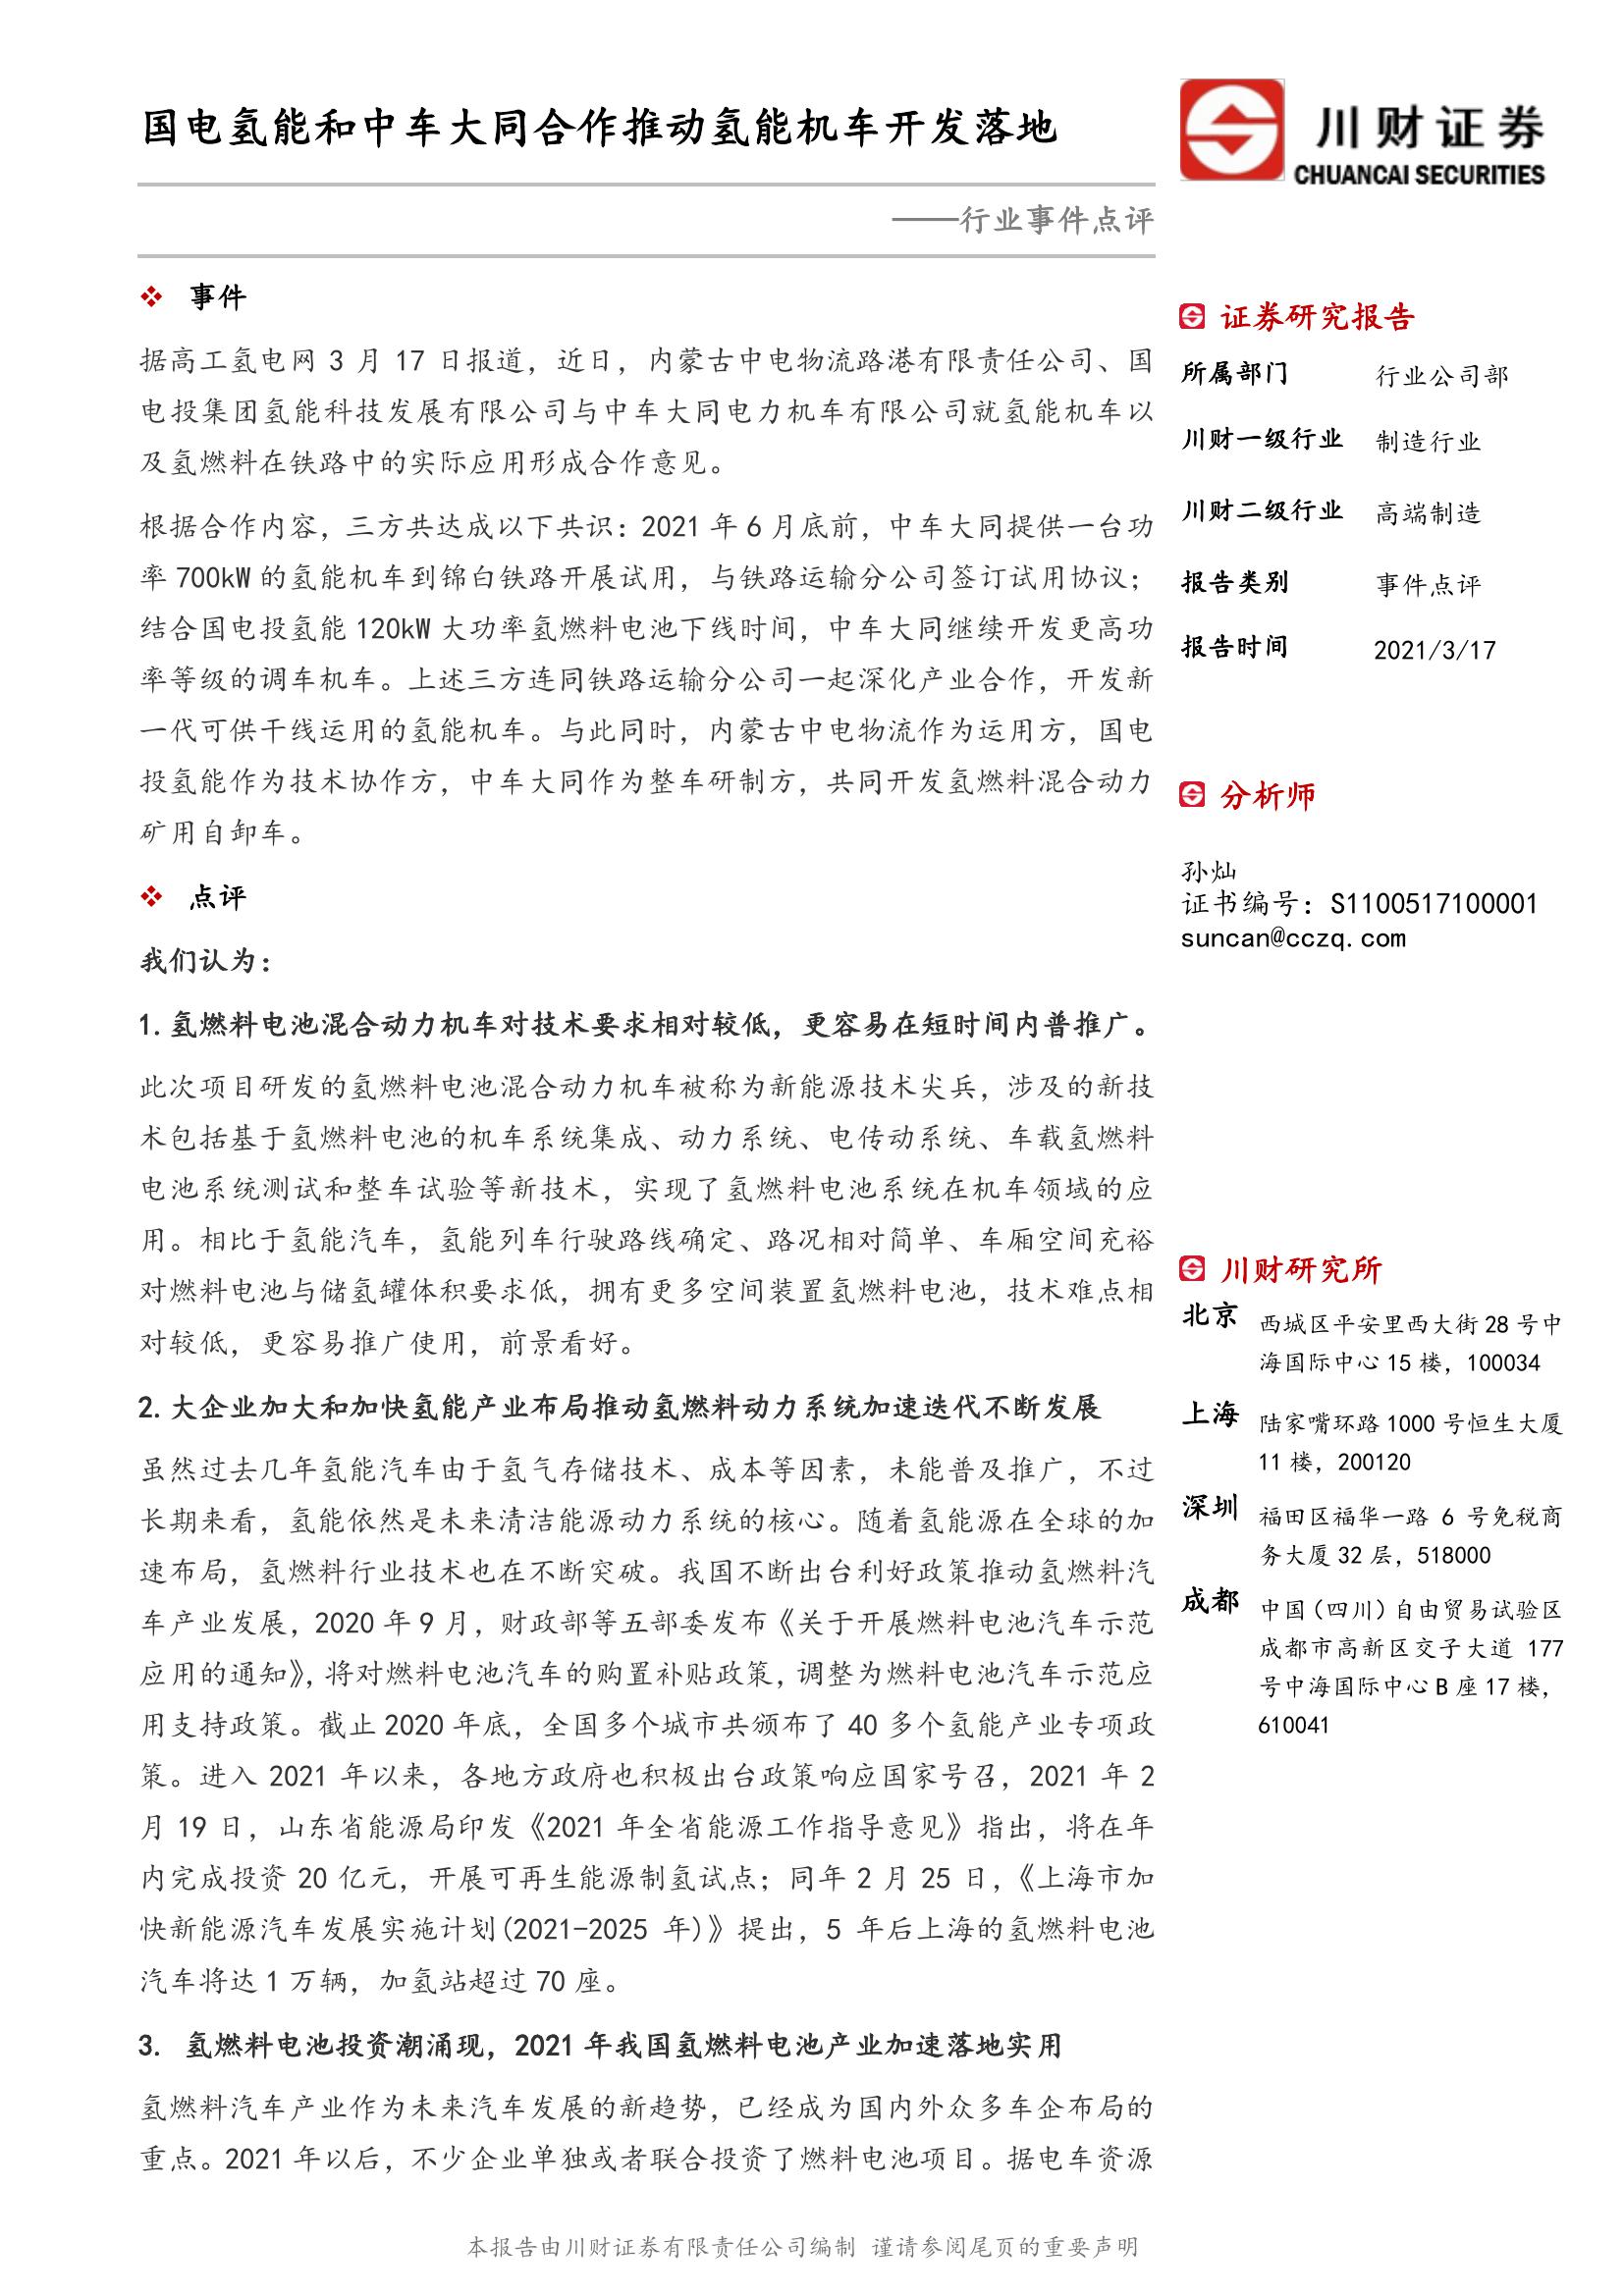 国电氢能和中车大同合作推动氢能机车开发落地
——行业事件点评
川财证券
CHUANCAI SECURITIES
❖ 事件
据高工氢电网 3 月 17 日报道，近日，内蒙古中电物流路港有限责任公司、国
电投集团氢能科技发展有限公司与中车大同电力机车有限公司就氢能机车以
及氢燃料在铁路中的实际应用形成合作意见。
根据合作内容，三方共达成以下共识：2021 年 6 月底前，中车大同提供一台功
率 700kW 的氢能机车到锦白铁路开展试用，与铁路运输分公司签订试用协议；
结合国电投氢能 120kW 大功率氢燃料电池下线时间，中车大同继续开发更高功
率等级的调车机车。上述三方连同铁路运输分公司一起深化产业合作，开发新
一代可供干线运用的氢能机车。与此同时，内蒙古中电物流作为运用方，国电
投氢能作为技术协作方，中车大同作为整车研制方，共同开发氢燃料混合动力
矿用自卸车。
❖ 点评
我们认为：
1.氢燃料电池混合动力机车对技术要求相对较低，更容易在短时间内普推广。
此次项目研发的氢燃料电池混合动力机车被称为新能源技术尖兵，涉及的新技
术包括基于氢燃料电池的机车系统集成、动力系统、电传动系统、车载氢燃料
电池系统测试和整车试验等新技术，实现了氢燃料电池系统在机车领域的应
用。相比于氢能汽车，氢能列车行驶路线确定、路况相对简单、车厢空间充裕
对燃料电池与储氢罐体积要求低，拥有更多空间装置氢燃料电池，技术难点相
对较低，更容易推广使用，前景看好。
2.大企业加大和加快氢能产业布局推动氢燃料动力系统加速迭代不断发展
虽然过去几年氢能汽车由于氢气存储技术、成本等因素，未能普及推广，不过
长期来看，氢能依然是未来清洁能源动力系统的核心。随着氢能源在全球的加
速布局，氢燃料行业技术也在不断突破。我国不断出台利好政策推动氢燃料汽
车产业发展，2020 年 9 月，财政部等五部委发布《关于开展燃料电池汽车示范
应用的通知》，将对燃料电池汽车的购置补贴政策，调整为燃料电池汽车示范应
用支持政策。截止 2020 年底，全国多个城市共颁布了 40 多个氢能产业专项政
策。进入 2021 年以来，各地方政府也积极出台政策响应国家号召，2021 年 2
月 19 日，山东省能源局印发《2021 年全省能源工作指导意见》指出，将在年
内完成投资 20 亿元，开展可再生能源制氢试点；同年 2 月 25 日，《上海市加
快新能源汽车发展实施计划(2021-2025 年)》提出，5 年后上海的氢燃料电池
汽车将达 1 万辆，加氢站超过 70 座。
3. 氢燃料电池投资潮涌现，2021 年我国氢燃料电池产业加速落地实用
氢燃料汽车产业作为未来汽车发展的新趋势，已经成为国内外众多车企布局的
重点。2021 年以后，不少企业单独或者联合投资了燃料电池项目。据电车资源
证券研究报告
所属部门 行业公司部
川财一级行业 制造行业
川财二级行业 高端制造
报告类别 事件点评
报告时间 2021/3/17
分析师
孙灿
证书编号：S1100517100001
suncan@cczq.com
川财研究所
北京 西城区平安里西大街 28 号中
海国际中心 15 楼，100034
上海 陆家嘴环路 1000 号恒生大厦
11 楼，200120
深圳 福田区福华一路 6 号免税商
务大厦 32 层，518000
成都 中国（四川）自由贸易试验区
成都市高新区交子大道 177
号中海国际中心 B 座 17 楼，
610041
本报告由川财证券有限责任公司编制 谨请参阅尾页的重要声明